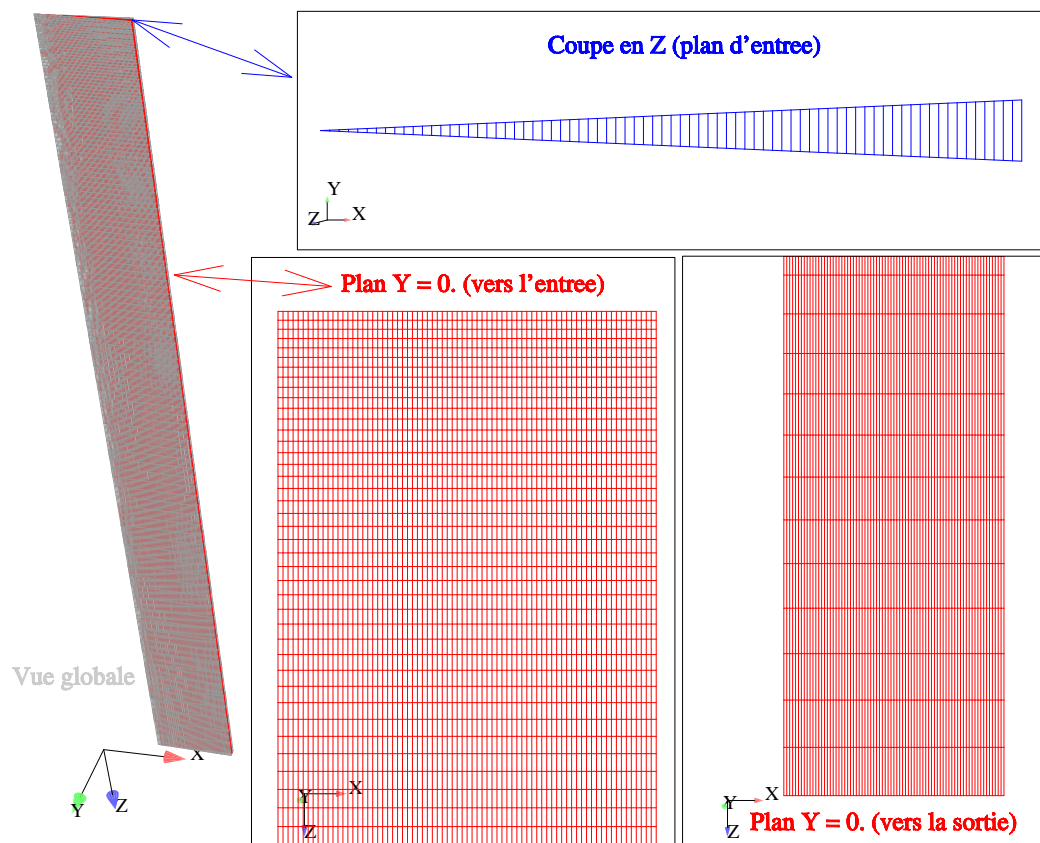 Coupe en Z (plan d'entree)
Y
Z X
Plan Y = 0. (vers l'entree)
Vue globale
X
Y Z
Y X
Z
Y X
Z
Plan Y = 0. (vers la sortie)